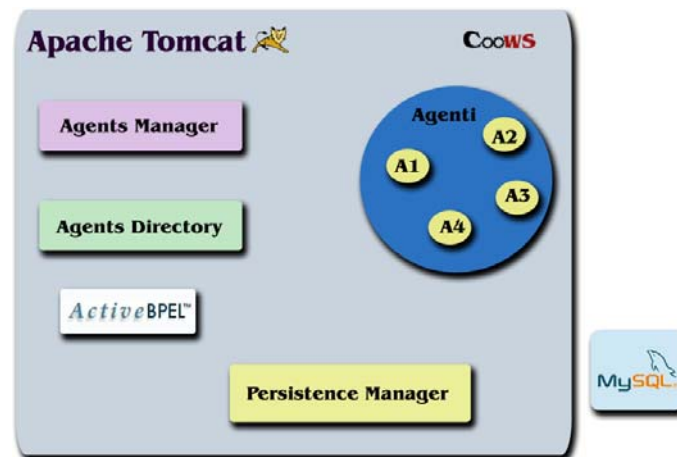 Apache Tomcat
CooWS
Agents Manager
Agenti
A1
A2
A3
A4
Agents Directory
ActiveBPEL™
Persistence Manager
MySQL